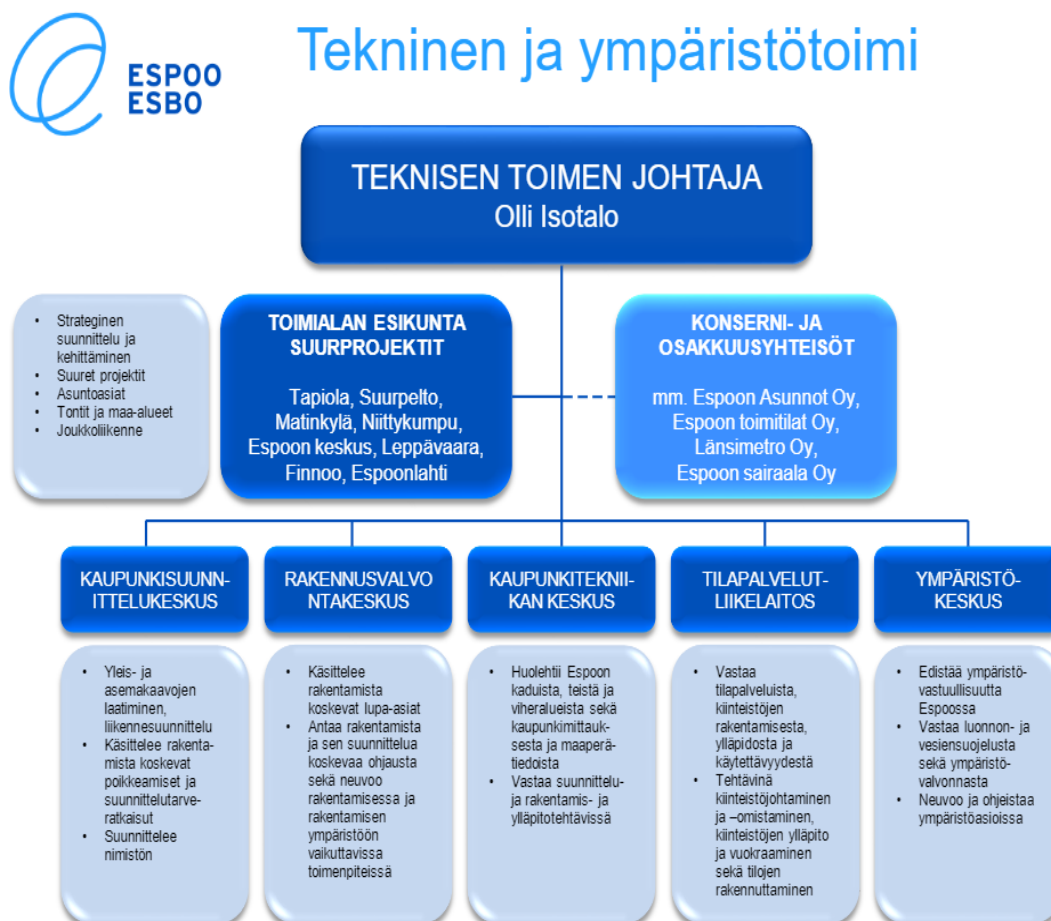 ESPOO
ESBO
Tekninen ja ympäristötoimi
TEKNISEN TOIMEN JOHTAJA
Olli Isotalo
• Strateginen
suunnittelu ja
kehittäminen
• Suuret projektit
• Asuntoasiat
• Tontit ja maa-alueet
• Joukkoliikenne
TOIMIALAN ESIKUNTA
SUURPROJEKTIT
Tapiola, Suurpelto,
Matinkylä, Niittykumpu,
Espoon keskus, Leppävaara,
Finnoo, Espoonlahti
KONSERNI- JA
OSAKKUUSYHTEISÖT
mm. Espoon Asunnot Oy,
Espoon toimitilat Oy,
Länsimetro Oy,
Espoon sairaala Oy
KAUPUNKISUUNN-
ITTELUKESKUS
• Yleis- ja
asemakaavojen
laatiminen,
liikennesuunnittelu
• Käsittelee rakenta-
mista koskevat
poikkeamiset ja
suunnittelutarve-
ratkaisut
• Suunnittelee
nimistön
RAKENNUSVALVO
NTAKESKUS
• Käsittelee
rakentamista
koskevat lupa-asiat
• Antaa rakentamista
ja sen suunnittelua
koskevaa ohjausta
sekä neuvoo
rakentamisessa ja
rakentamisen
ympäristöön
vaikuttavissa
toimenpiteissä
KAUPUNKITEKNII-
KAN KESKUS
• Huolehtii Espoon
kaduista, teistä ja
viheralueista sekä
kaupunkimittauk-
sesta ja maaperä-
tiedoista
• Vastaa suunnittelu-
ja rakentamis- ja
ylläpitotehtävissä
TILAPALVELUT-
LIIKELAITOS
• Vastaa
tilapalveluista,
kiinteistöjen
rakentamisesta,
ylläpidosta ja
käytettävyydestä
• Tehtävinä
kiinteistöjohtaminen
ja –omistaminen,
kiinteistöjen ylläpito
ja vuokraaminen
sekä tilojen
rakennuttaminen
YMPÄRISTÖ-
KESKUS
• Edistää ympäristö-
vastuullisuutta
Espoossa
• Vastaa luonnon- ja
vesiensuojelusta
sekä ympäristö-
valvonnasta
• Neuvoo ja ohjeistaa
ympäristöasioissa